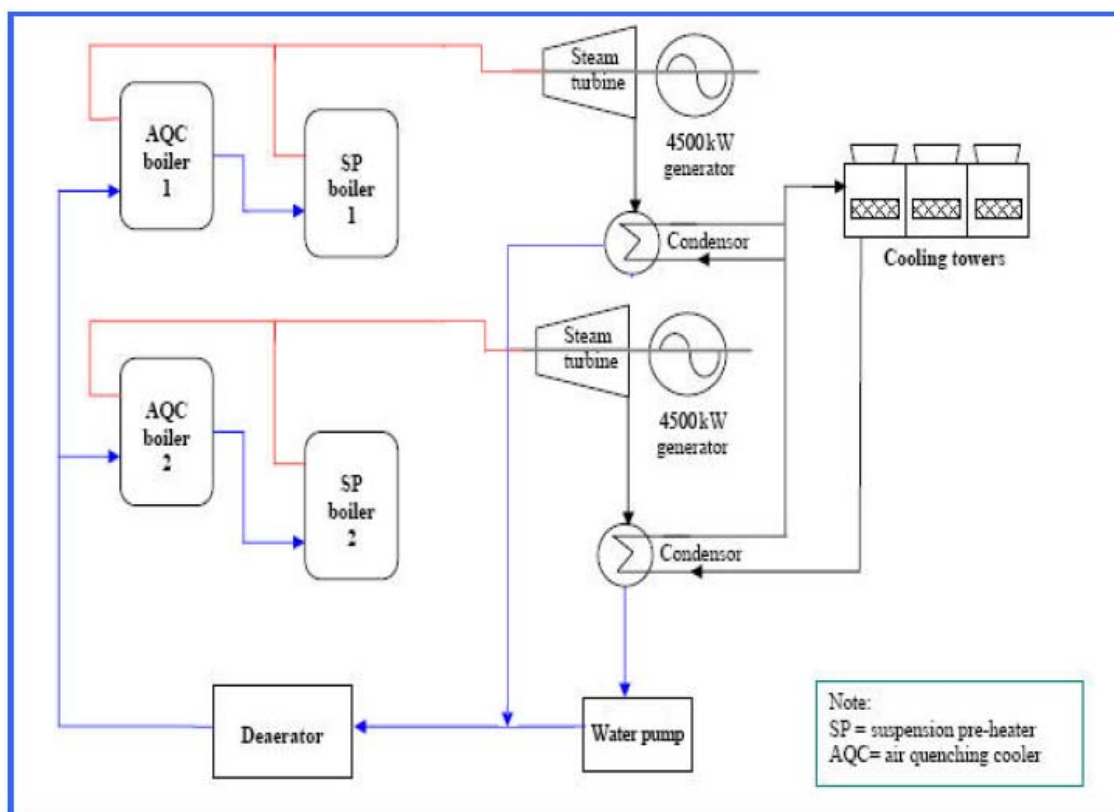 Steam
turbine
AQC
boiler
1
SP
boiler
1
4500kW
generator
Condensor
Cooling towers
Steam
turbine
AQC
boiler
2
SP
boiler
2
4500kW
generator
Condensor
Deaerator
Water pump
Note:
SP = suspension pre-heater
AQC= air quenching cooler